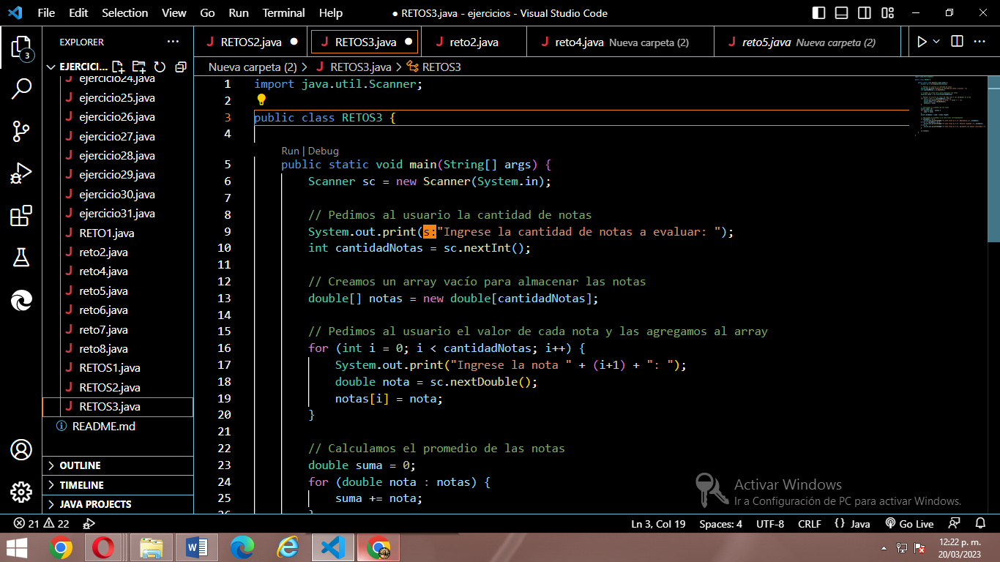 File Edit Selection View Go Run Terminal Help
● RETOS3.java - ejercicios - Visual Studio Code
3
EXPLORER
EJERCICI...
ejercicio24.java
ejercicio25.java
ejercicio26.java
ejercicio27.java
ejercicio28.java
ejercicio29.java
ejercicio30.java
ejercicio31.java
RETO1.java
reto2.java
reto4.java
reto5.java
reto6.java
reto7.java
reto8.java
RETOS1.java
RETOS2.java
RETOS3.java
README.md
OUTLINE
TIMELINE
JAVA PROJECTS
RETOS2.java ● RETOS3.java ● reto2.java reto4.java Nueva carpeta (2) reto5.java Nueva carpeta (2)
Nueva carpeta (2) > RETOS3.java > RETOS3
1 import java.util.Scanner;
2
3 public class RETOS3 {
4
Run | Debug
5 public static void main(String[] args) {
6 Scanner sc = new Scanner(System.in);
7
8 // Pedimos al usuario la cantidad de notas
9 System.out.print(s:"Ingrese la cantidad de notas a evaluar: ");
10 int cantidadNotas = sc.nextInt();
11
12 // Creamos un array vacío para almacenar las notas
13 double[] notas = new double[cantidadNotas];
14
15 // Pedimos al usuario el valor de cada nota y las agregamos al array
16 for (int i = 0; i < cantidadNotas; i++) {
17 System.out.print("Ingrese la nota " + (i+1) + ": ");
18 double nota = sc.nextDouble();
19 notas[i] = nota;
20 }
21
22 // Calculamos el promedio de las notas
23 double suma = 0;
24 for (double nota : notas) {
25 suma += nota;
26 }
Activar Windows
Ir a Configuración de PC para activar Windows.
21 22
Ln 3, Col 19 Spaces: 4 UTF-8 CRLF {} Java Go Live
12:22 p. m.
20/03/2023